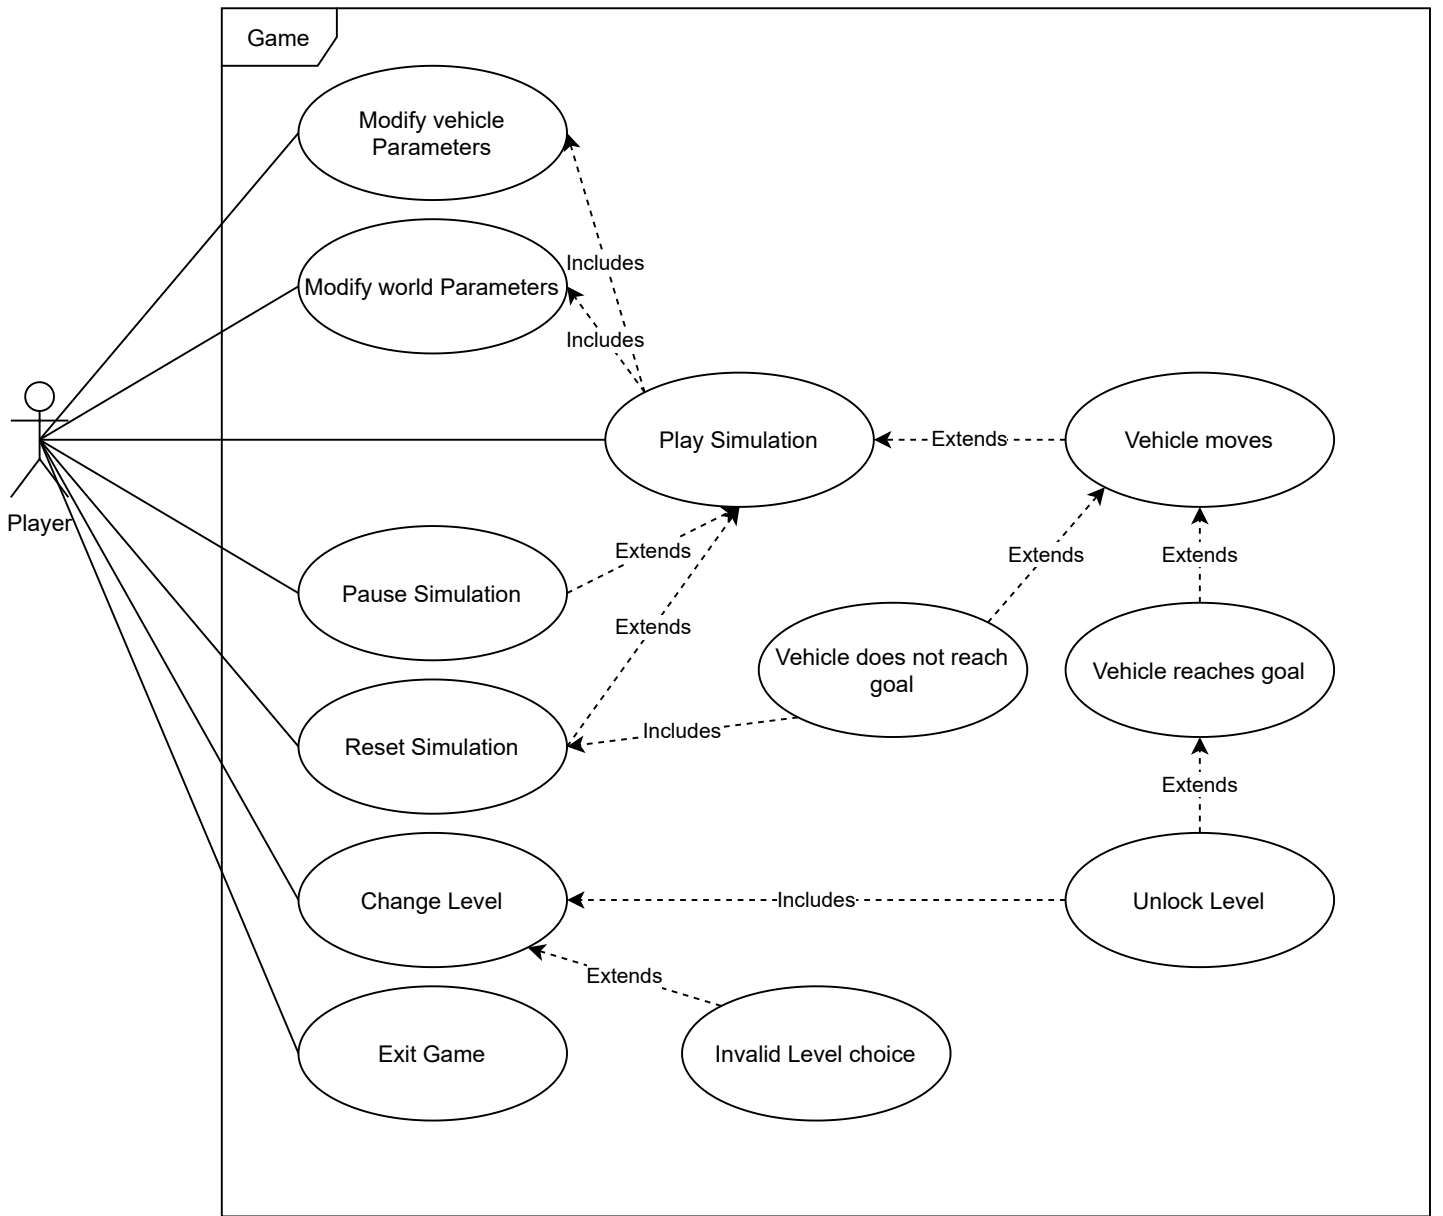 Game
Modify vehicle
Parameters
Includes
Modify world Parameters
Includes
Play Simulation
Extends
Vehicle moves
Player
Extends
Extends
Extends
Pause Simulation
Extends
Vehicle does not reach
goal
Vehicle reaches goal
Includes
Reset Simulation
Extends
Change Level
Includes
Unlock Level
Extends
Exit Game
Invalid Level choice